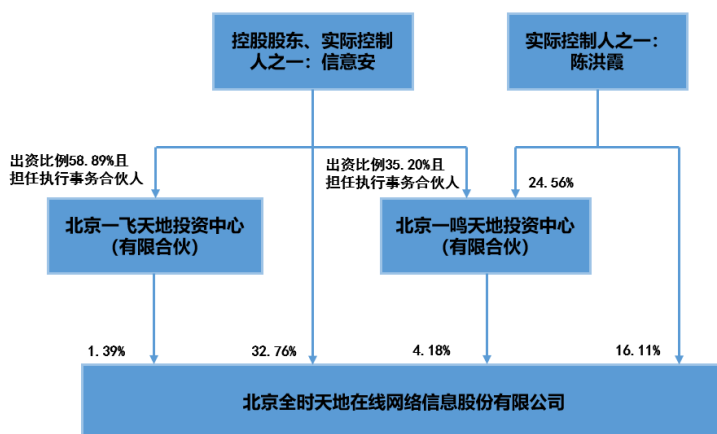 控股股东、实际控制
人之一：信意安
实际控制人之一：
陈洪霞
出资比例58.89%且
担任执行事务合伙人
出资比例35.20%且
担任执行事务合伙人
24.56%
北京一飞天地投资中心
（有限合伙）
北京一鸣天地投资中心
（有限合伙）
1.39%
32.76%
4.18%
16.11%
北京全时天地在线网络信息股份有限公司